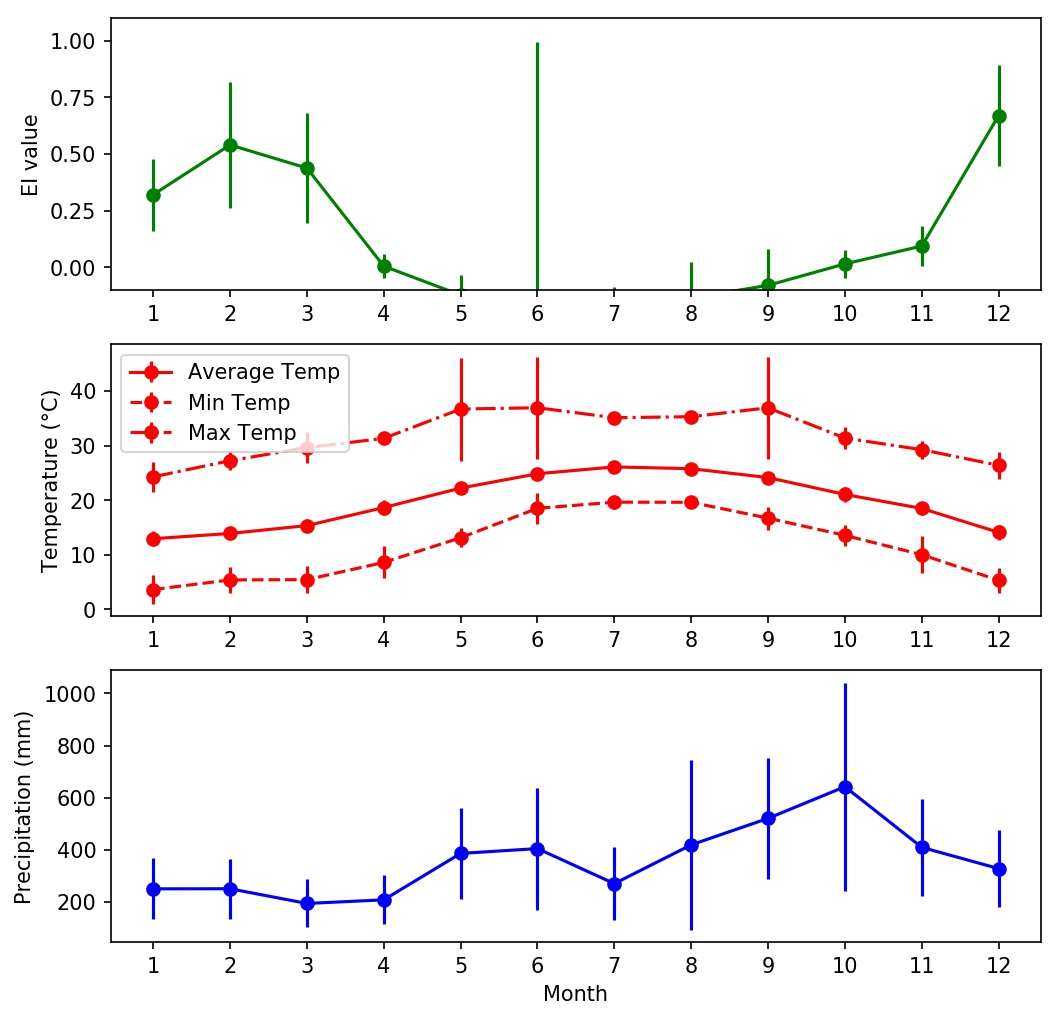 EI value
1.00
0.75
0.50
0.25
0.00
1 2 3 4 5 6 7 8 9 10 11 12
Temperature (°C)
Average Temp
Min Temp
Max Temp
40
30
20
10
0
1 2 3 4 5 6 7 8 9 10 11 12
Precipitation (mm)
1000
800
600
400
200
1 2 3 4 5 6 7 8 9 10 11 12
Month